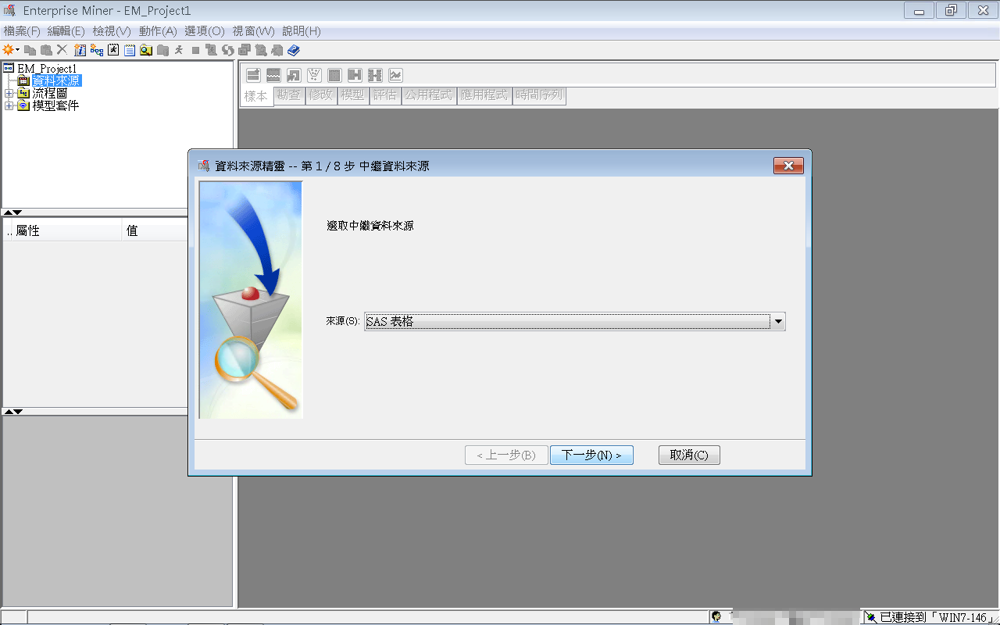 Enterprise Miner - EM_Project1
檔案(F) 編輯(E) 檢視(V) 動作(A) 選項(O) 視窗(W) 說明(H)
EM_Project1
資料來源
流程圖
模型套件
樣本 勘查 修改 模型 評估 公用程式 應用程式 時間序列
.. 屬性 值
資料來源精靈 -- 第 1 / 8 步 中繼資料來源
選取中繼資料來源
來源(S): SAS 表格
< 上一步(B) 下一步(N) > 取消(C)
已連接到「WIN7-146」